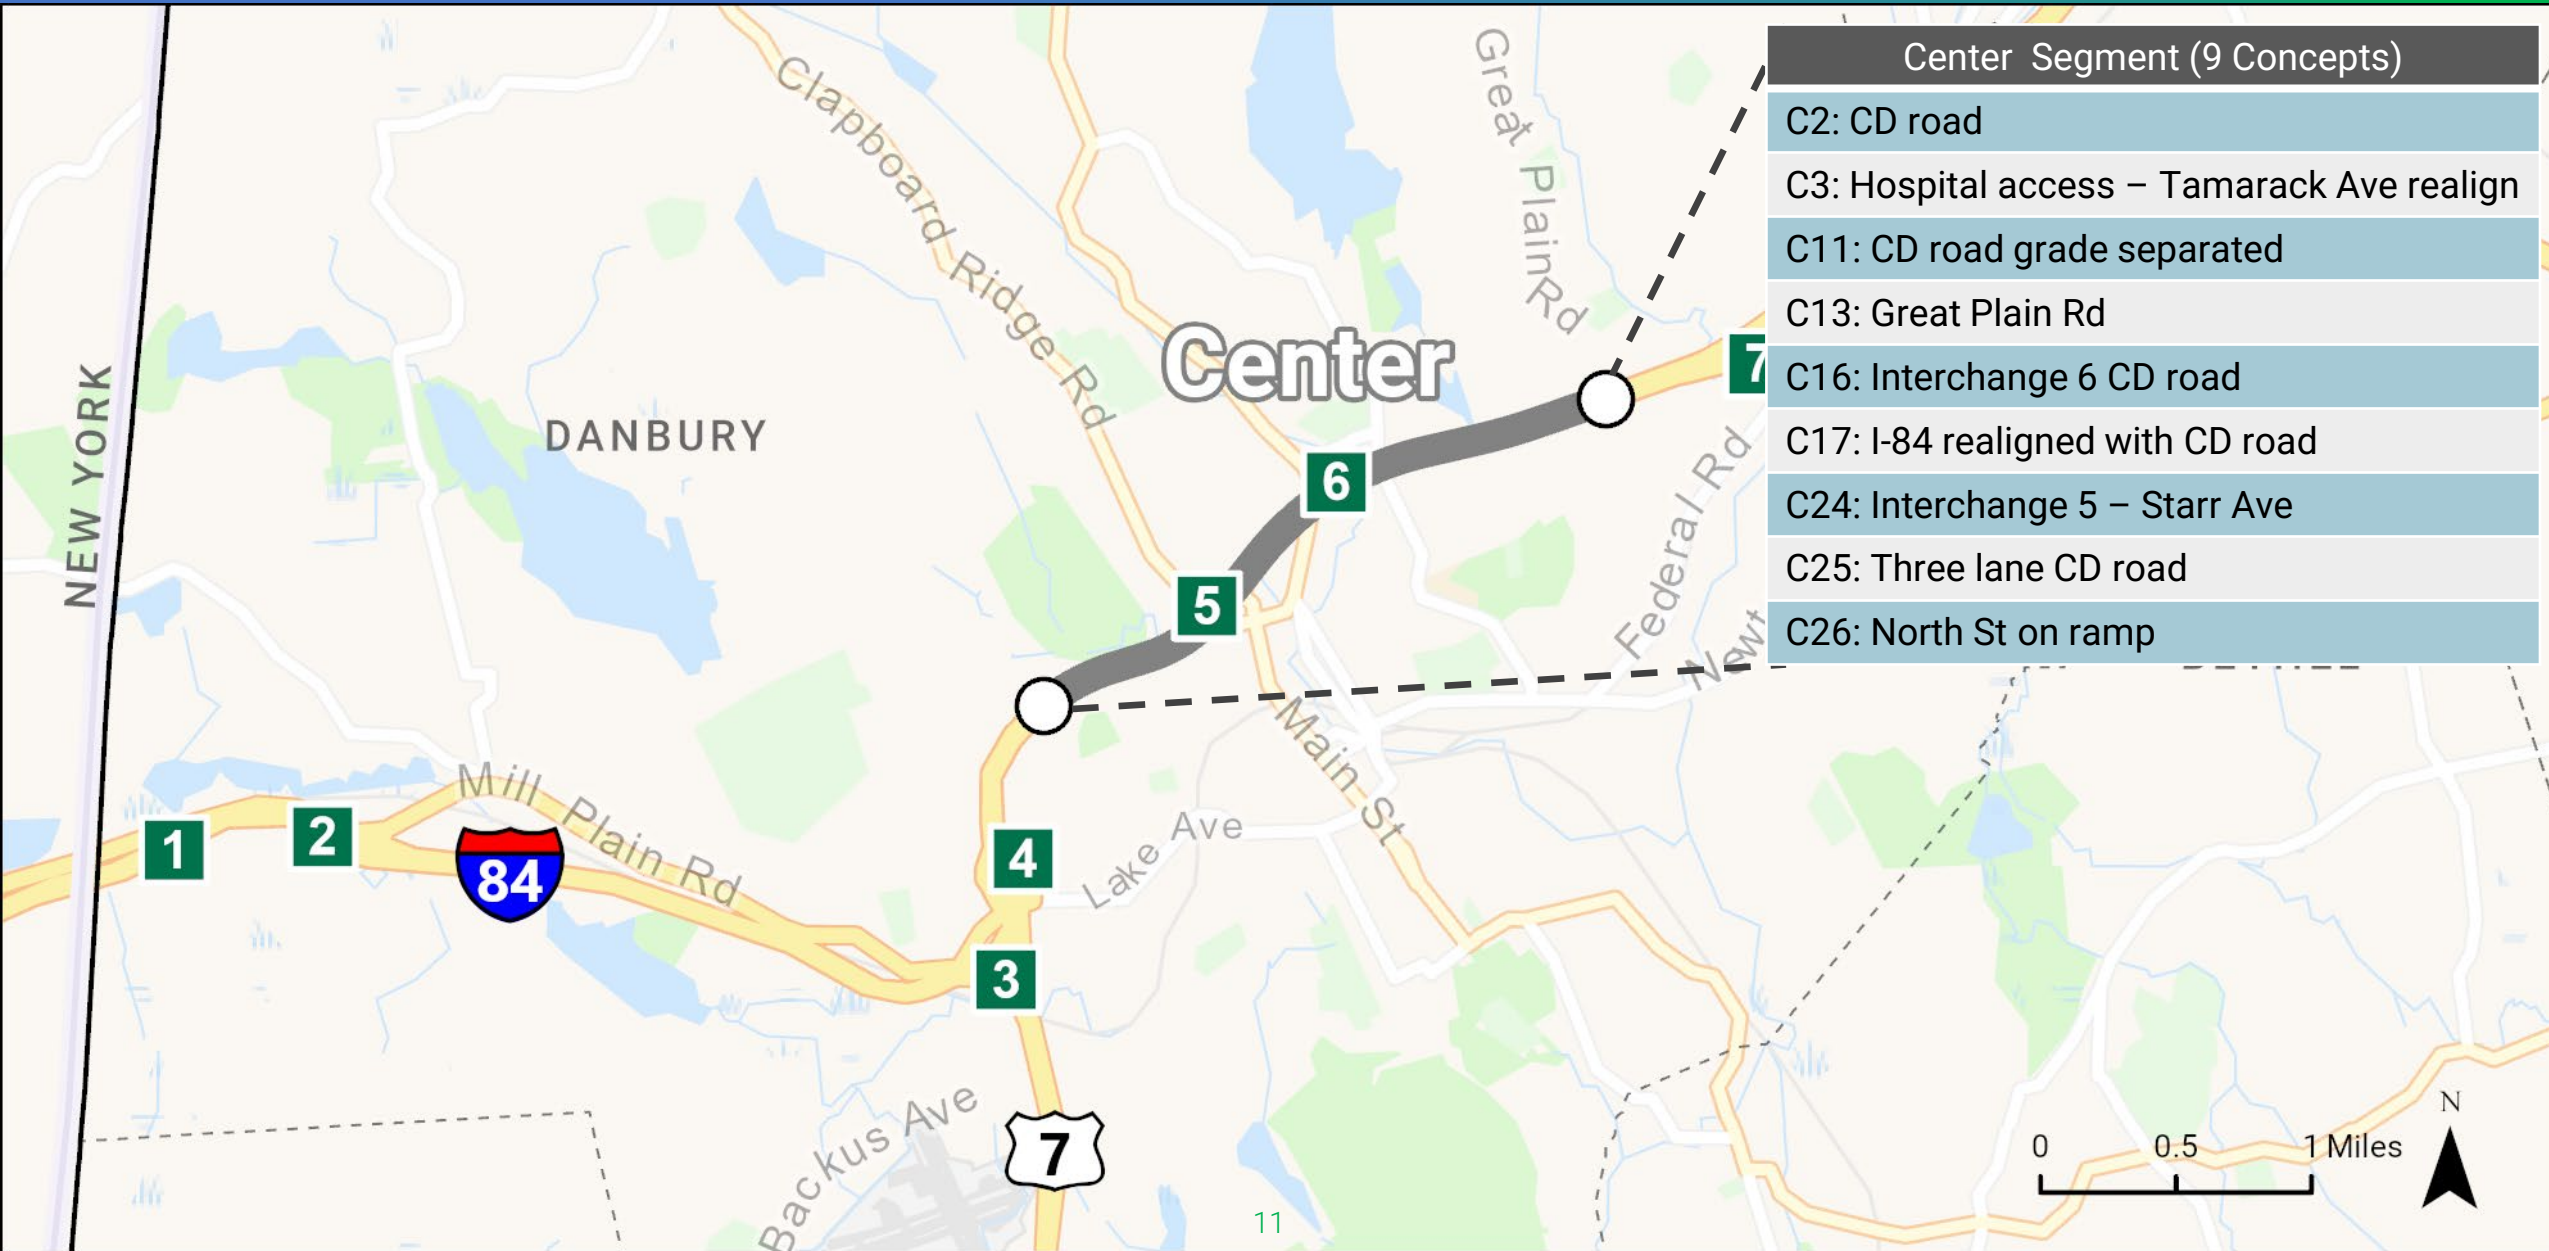 Center Segment (9 Concepts)
C2: CD road
C3: Hospital access – Tamarack Ave realign
C11: CD road grade separated
C13: Great Plain Rd
C16: Interchange 6 CD road
C17: I-84 realigned with CD road
C24: Interchange 5 – Starr Ave
C25: Three lane CD road
C26: North St on ramp
Clapboard Ridge Rd
Great Plain Rd
Center
7
NEW YORK
DANBURY
6
Federal Rd
5
Main St
Mill Plain Rd
1
2
84
4
Lake Ave
3
Backus Ave
7
N
0 0.5 1 Miles
11